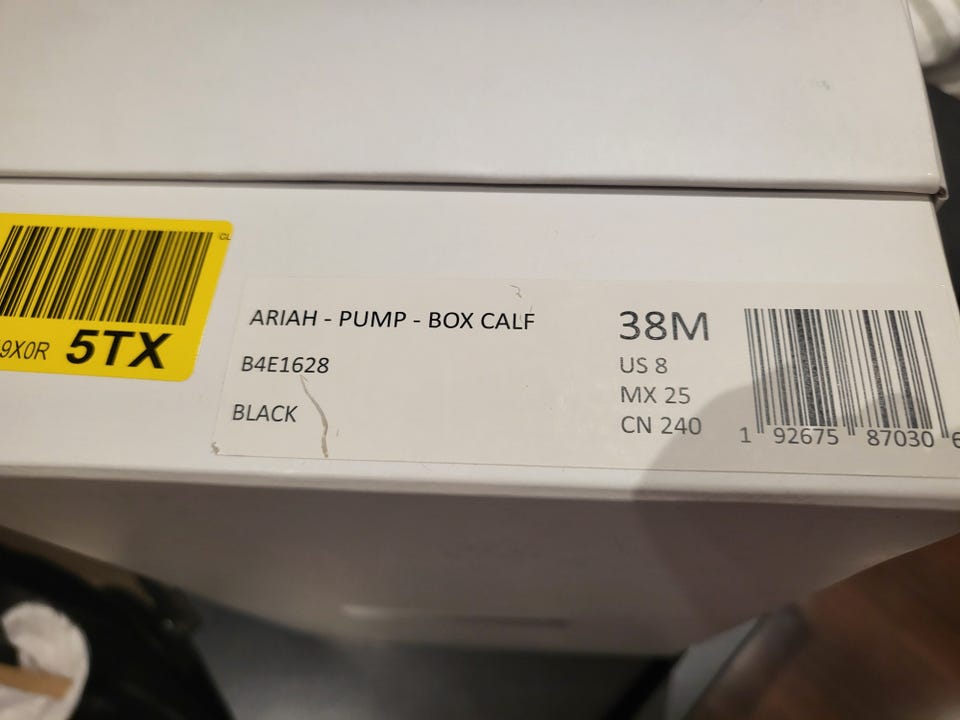 CL
9X0R 5TX
ARIAH - PUMP - BOX CALF
B4E1628
BLACK
38M
US 8
MX 25
CN 240
1 92675 87030 6